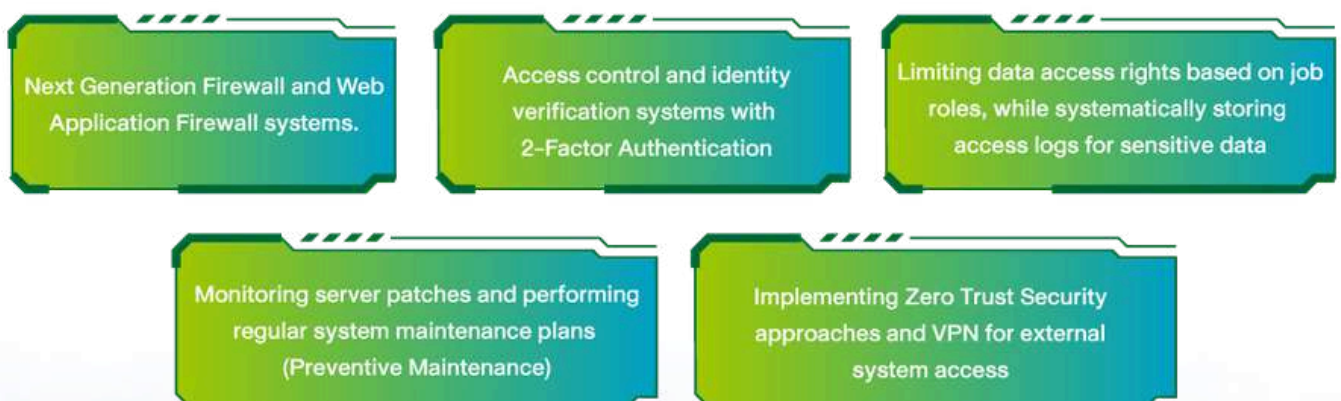 Next Generation Firewall and Web
Application Firewall systems.
Access control and identity
verification systems with
2-Factor Authentication
Limiting data access rights based on job
roles, while systematically storing
access logs for sensitive data
Monitoring server patches and performing
regular system maintenance plans
(Preventive Maintenance)
Implementing Zero Trust Security
approaches and VPN for external
system access